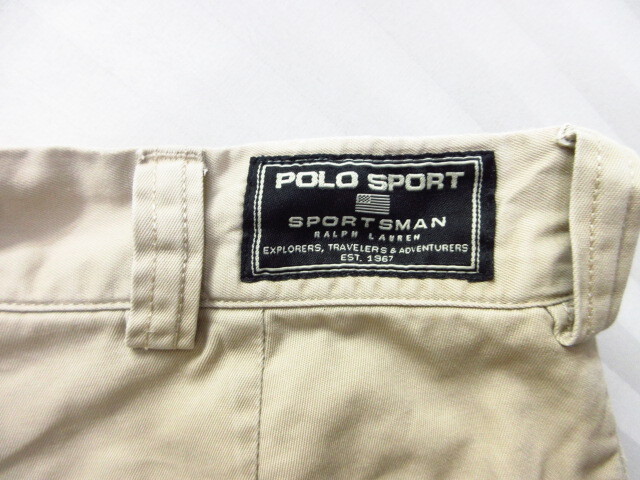 POLO SPORT
SPORTSMAN
RALPH LAUREN
EXPLORERS, TRAVELERS & ADVENTURERS
EST. 1967